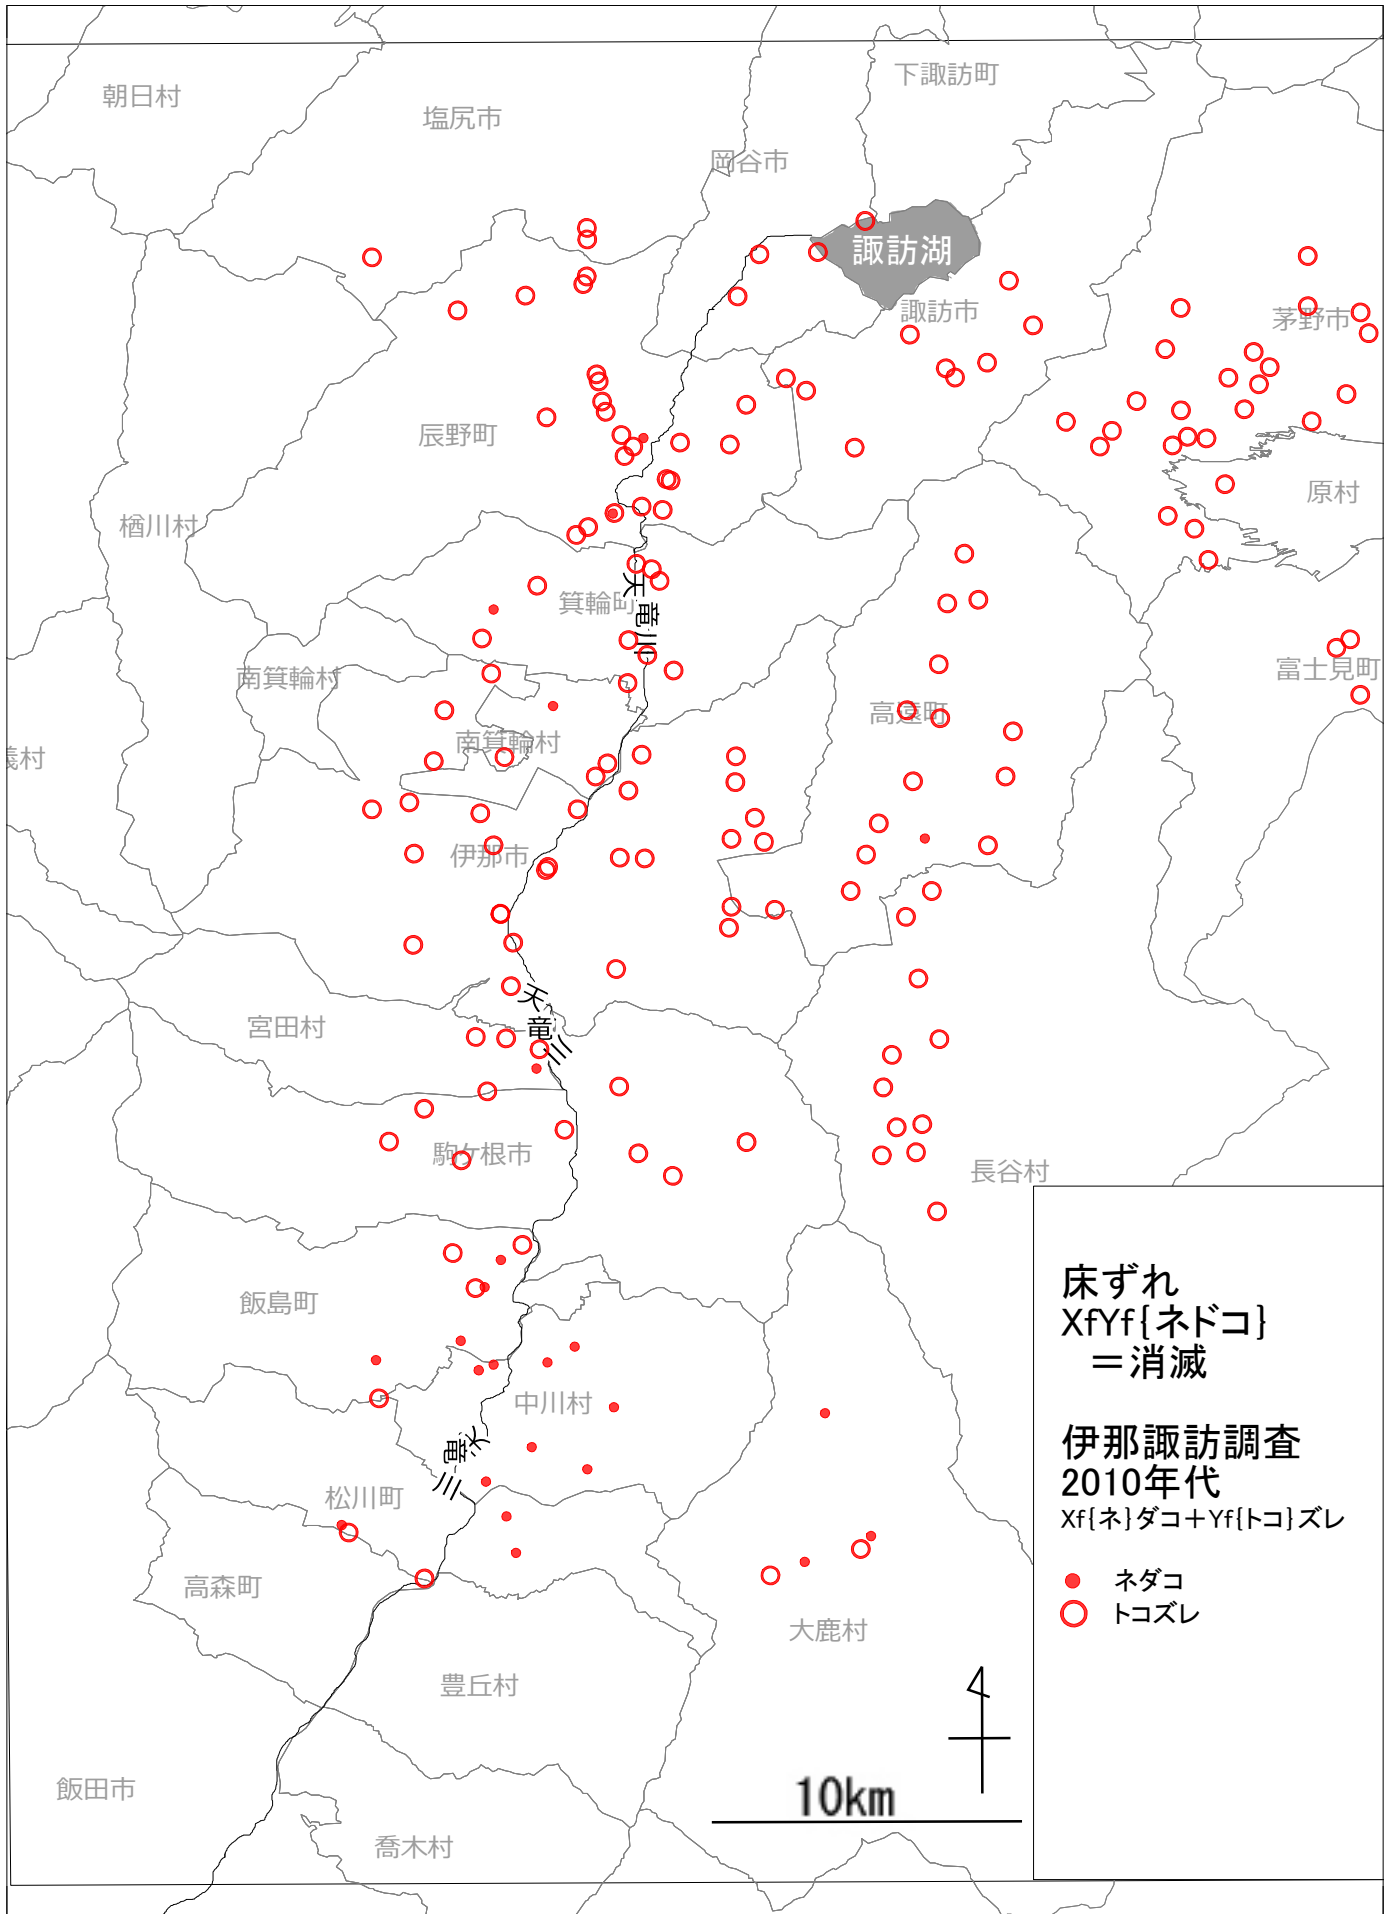 朝日村
塩尻市
下諏訪町
岡谷市
諏訪湖
諏訪市
茅野市
辰野町
楢川村
原村
箕輪町
天竜川
南箕輪村
富士見町
高遠町
南箕輪村
義村
伊那市
天竜川
宮田村
駒ケ根市
長谷村
飯島町
中川村
天竜川
松川町
高森町
大鹿村
豊丘村
飯田市
喬木村
床ずれ
XfYf{ネドコ}
＝消滅
伊那諏訪調査
2010年代
Xf{ネ}ダコ＋Yf{トコ}ズレ
ネダコ
トコズレ
10km